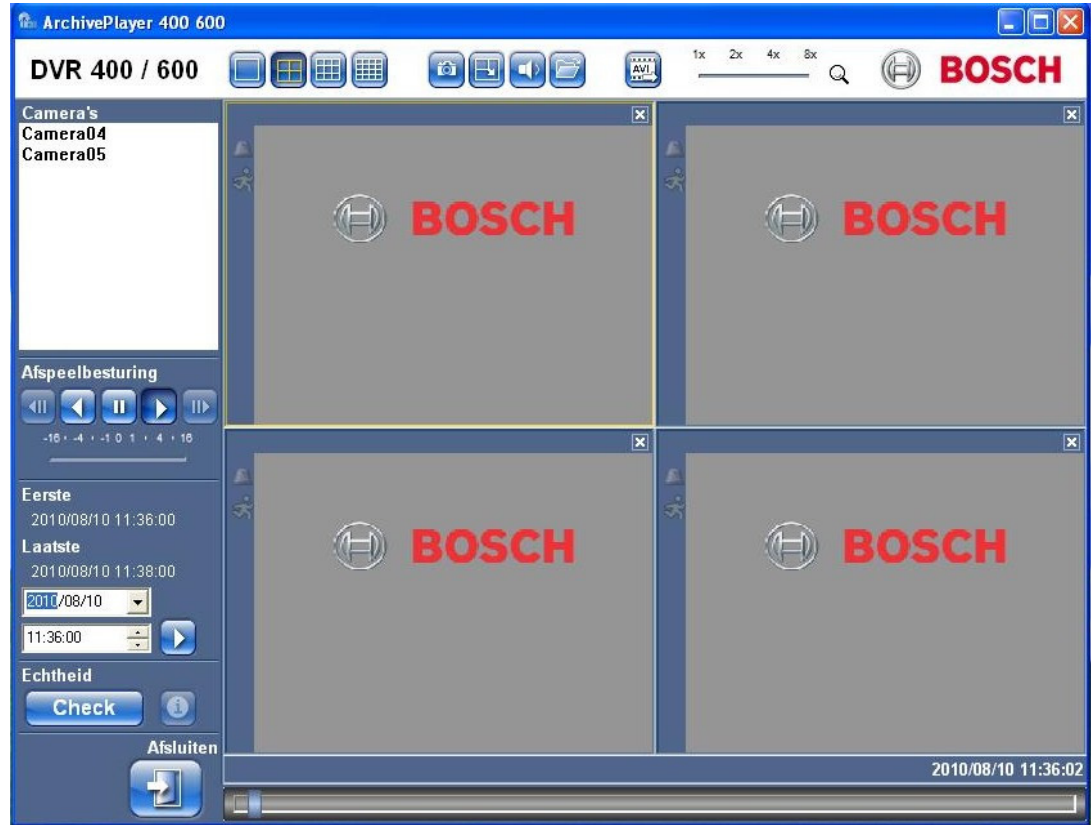 ArchivePlayer 400 600
DVR 400 / 600
AVI
1x 2x 4x 8x
BOSCH
Camera's
Camera04
Camera05
BOSCH
BOSCH
Afspeelbesturing
-16 -4 -1 0 1 4 16
Eerste
2010/08/10 11:36:00
Laatste
2010/08/10 11:38:00
2010/08/10
11:36:00
Echtheid
Check
i
Afsluiten
BOSCH
BOSCH
2010/08/10 11:36:02